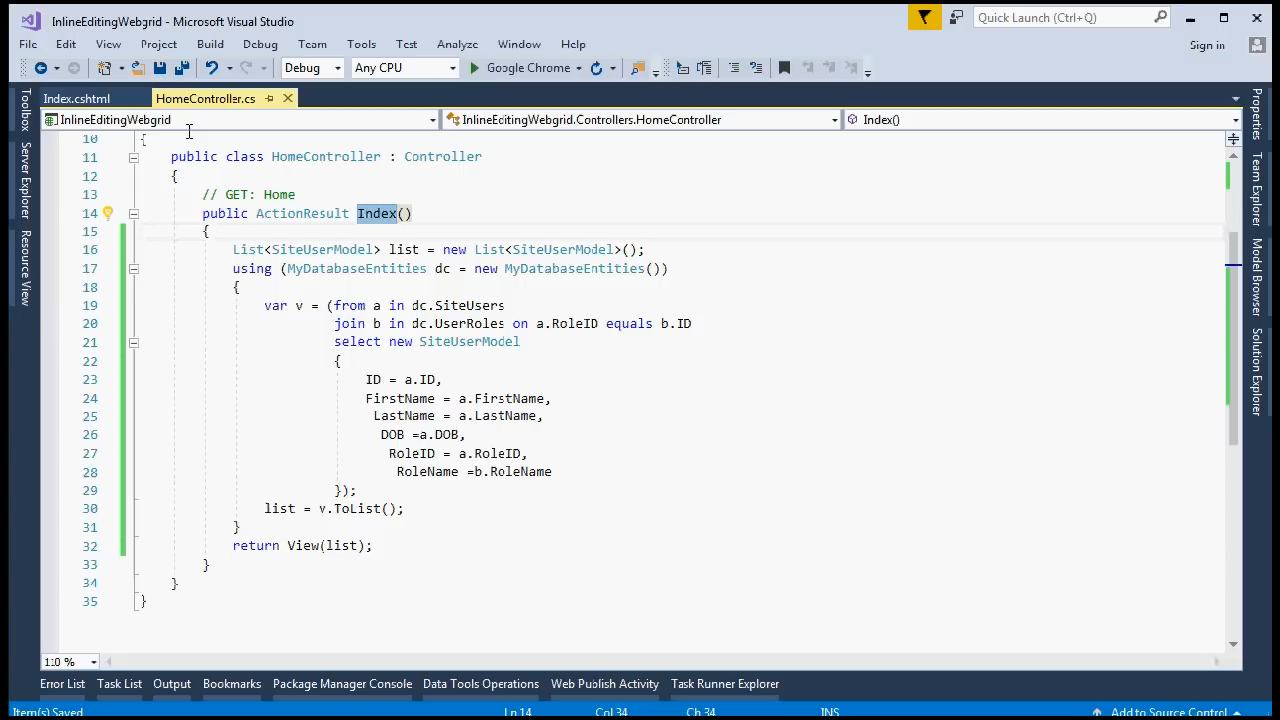 InlineEditingWebgrid - Microsoft Visual Studio
Quick Launch (Ctrl+Q)
File Edit View Project Build Debug Team Tools Test Analyze Window Help
Sign in
Debug Any CPU Google Chrome
Index.cshtml HomeController.cs
InlineEditingWebgrid InlineEditingWebgrid.Controllers.HomeController Index()
Toolbox
Server Explorer
Resource View
10 {
11 public class HomeController : Controller
12 {
13 // GET: Home
14 public ActionResult Index()
15 {
16 List<SiteUserModel> list = new List<SiteUserModel>();
17 using (MyDatabaseEntities dc = new MyDatabaseEntities())
18 {
19 var v = (from a in dc.SiteUsers
20 join b in dc.UserRoles on a.RoleID equals b.ID
21 select new SiteUserModel
22 {
23 ID = a.ID,
24 FirstName = a.FirstName,
25 LastName = a.LastName,
26 DOB =a.DOB,
27 RoleID = a.RoleID,
28 RoleName =b.RoleName
29 });
30 list = v.ToList();
31 }
32 return View(list);
33 }
34 }
35 }
Properties
Team Explorer
Model Browser
Solution Explorer
110 %
Error List Task List Output Bookmarks Package Manager Console Data Tools Operations Web Publish Activity Task Runner Explorer
Item(s) Saved Ln 14 Col 34 Ch 34 INS Add to Source Control